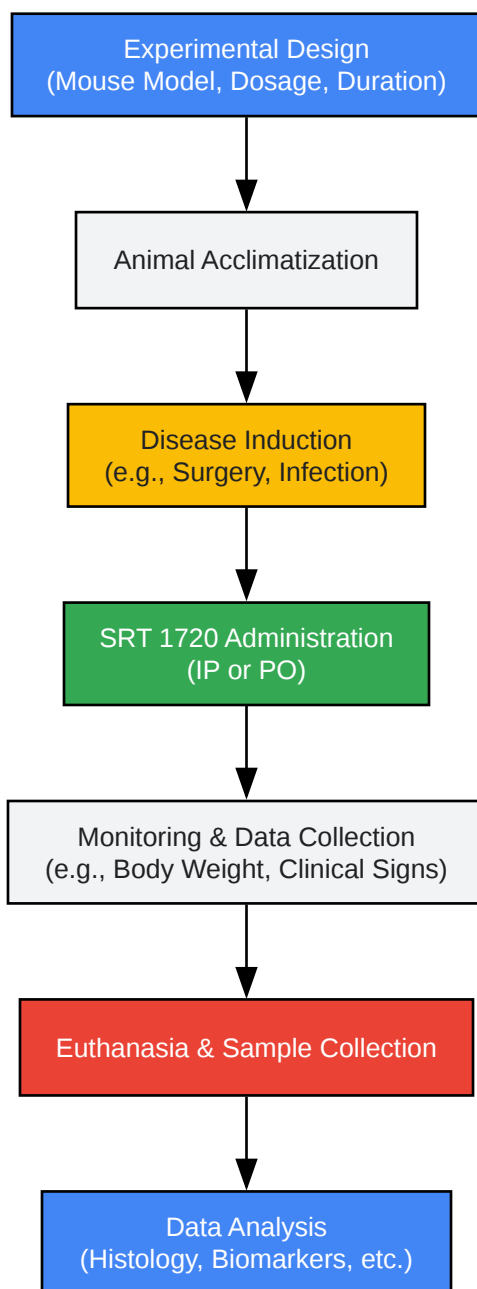 Experimental Design
(Mouse Model, Dosage, Duration)
Animal Acclimatization
Disease Induction
(e.g., Surgery, Infection)
SRT 1720 Administration
(IP or PO)
Monitoring & Data Collection
(e.g., Body Weight, Clinical Signs)
Euthanasia & Sample Collection
Data Analysis
(Histology, Biomarkers, etc.)